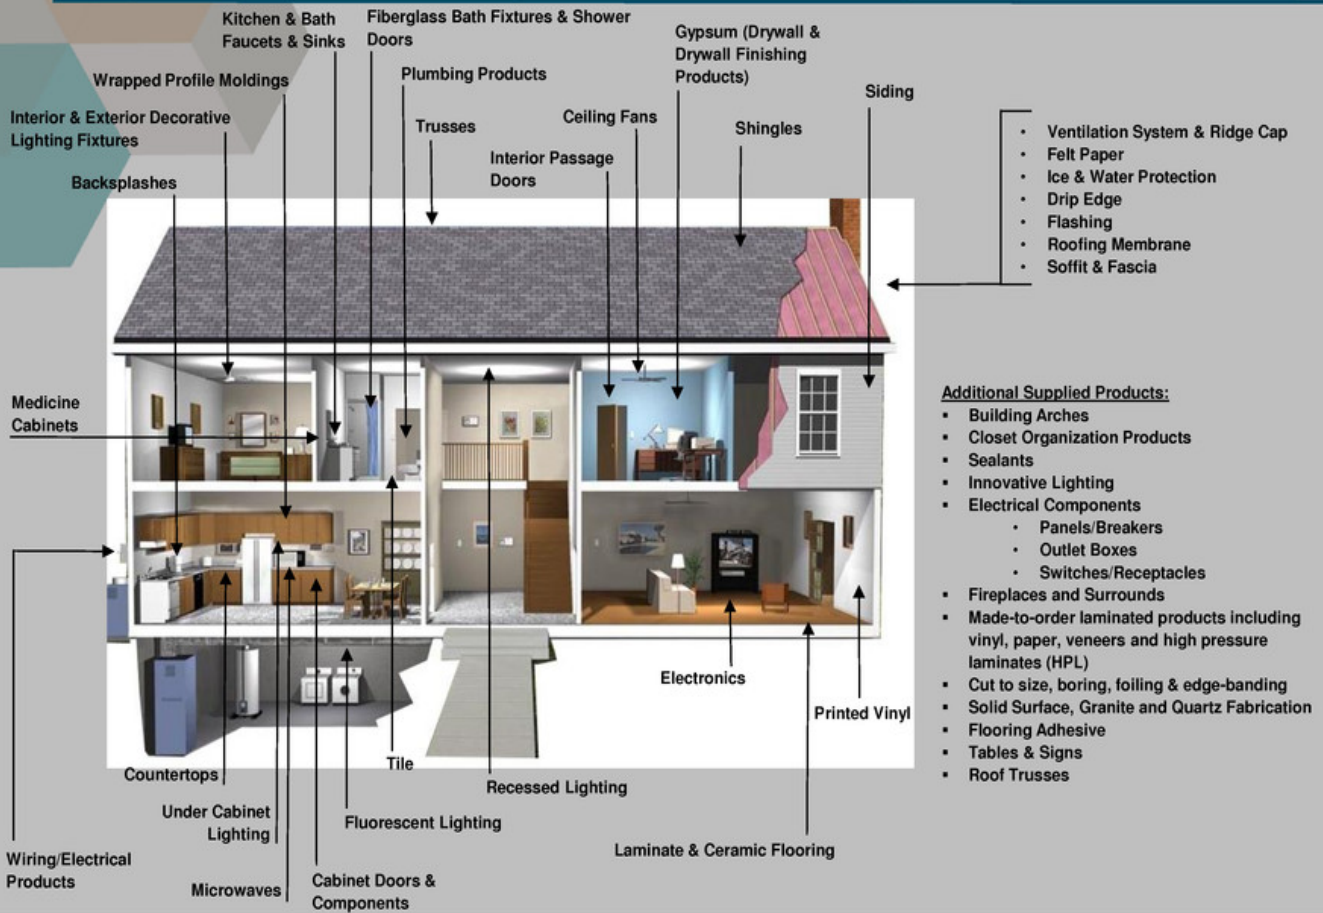 Kitchen & Bath
Faucets & Sinks
Fiberglass Bath Fixtures & Shower
Doors
Gypsum (Drywall &
Drywall Finishing
Products)
Wrapped Profile Moldings
Plumbing Products
Siding
Interior & Exterior Decorative
Lighting Fixtures
Trusses
Ceiling Fans
Shingles
Interior Passage
Doors
Backsplashes
• Ventilation System & Ridge Cap
• Felt Paper
• Ice & Water Protection
• Drip Edge
• Flashing
• Roofing Membrane
• Soffit & Fascia
Medicine
Cabinets
Additional Supplied Products:
▪ Building Arches
▪ Closet Organization Products
▪ Sealants
▪ Innovative Lighting
▪ Electrical Components
• Panels/Breakers
• Outlet Boxes
• Switches/Receptacles
▪ Fireplaces and Surrounds
▪ Made-to-order laminated products including
vinyl, paper, veneers and high pressure
laminates (HPL)
▪ Cut to size, boring, foiling & edge-banding
▪ Solid Surface, Granite and Quartz Fabrication
▪ Flooring Adhesive
▪ Tables & Signs
▪ Roof Trusses
Electronics
Printed Vinyl
Tile
Countertops
Recessed Lighting
Under Cabinet
Lighting
Fluorescent Lighting
Laminate & Ceramic Flooring
Wiring/Electrical
Products
Microwaves
Cabinet Doors &
Components